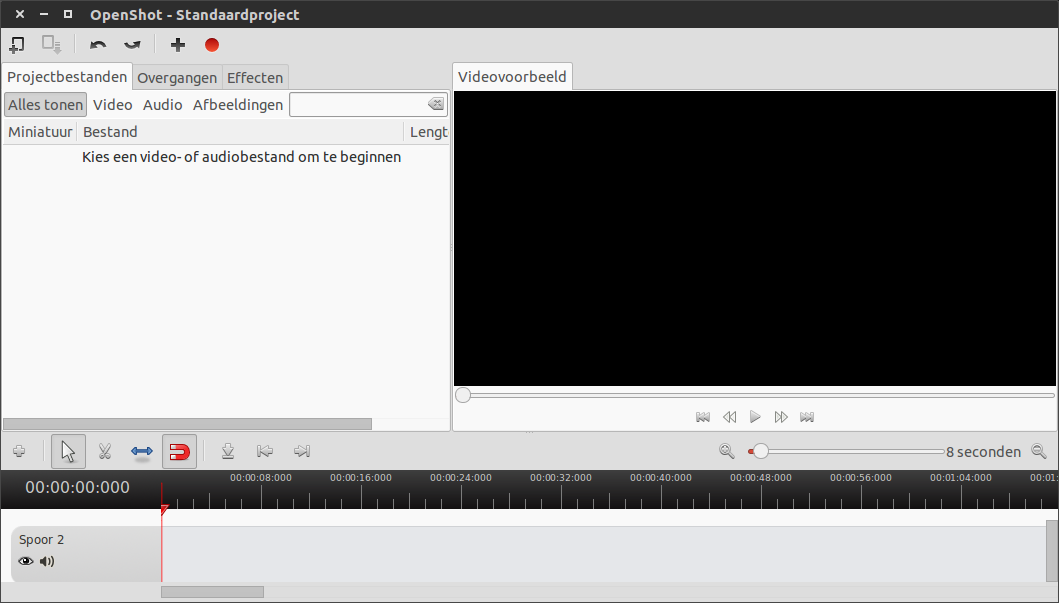 OpenShot - Standaardproject
Projectbestanden Overgangen Effecten
Videovoorbeeld
Alles tonen Video Audio Afbeeldingen
Miniatuur Bestand Lengt
Kies een video- of audiobestand om te beginnen
8 seconden
00:00:00:000
00:00:08:000 00:00:16:000 00:00:24:000 00:00:32:000 00:00:40:000 00:00:48:000 00:00:56:000 00:01:04:000 00:01:
Spoor 2